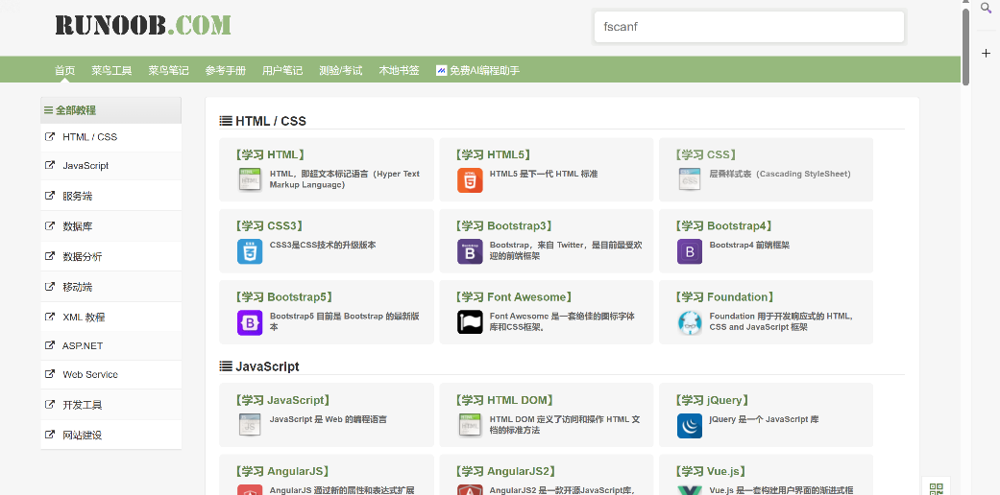 RUNOOB.COM
fscanf
首页 菜鸟工具 菜鸟笔记 参考手册 用户笔记 测验/考试 本地书签 免费AI编程助手
全部教程
HTML / CSS
JavaScript
服务端
数据库
数据分析
移动端
XML 教程
ASP.NET
Web Service
开发工具
网站建设
HTML / CSS
【学习 HTML】
HTML，即超文本标记语言（Hyper Text
Markup Language）
【学习 HTML5】
HTML5 是下一代 HTML 标准
【学习 CSS】
层叠样式表（Cascading StyleSheet）
【学习 CSS3】
CSS3是CSS技术的升级版本
【学习 Bootstrap3】
Bootstrap，来自 Twitter，是目前最受欢
迎的前端框架
【学习 Bootstrap4】
Bootstrap4 前端框架
【学习 Bootstrap5】
Bootstrap5 目前是 Bootstrap 的最新版
本
【学习 Font Awesome】
Font Awesome 是一套绝佳的图标字体
库和CSS框架。
【学习 Foundation】
Foundation 用于开发响应式的 HTML,
CSS and JavaScript 框架
JavaScript
【学习 JavaScript】
JavaScript 是 Web 的编程语言
【学习 HTML DOM】
HTML DOM 定义了访问和操作 HTML 文
档的标准方法
【学习 jQuery】
jQuery 是一个 JavaScript 库
【学习 AngularJS】
AngularJS 通过新的属性和表达式扩展
【学习 AngularJS2】
AngularJS2 是一款开源JavaScript库，
【学习 Vue.js】
Vue.js 是一套构建用户界面的渐进式框